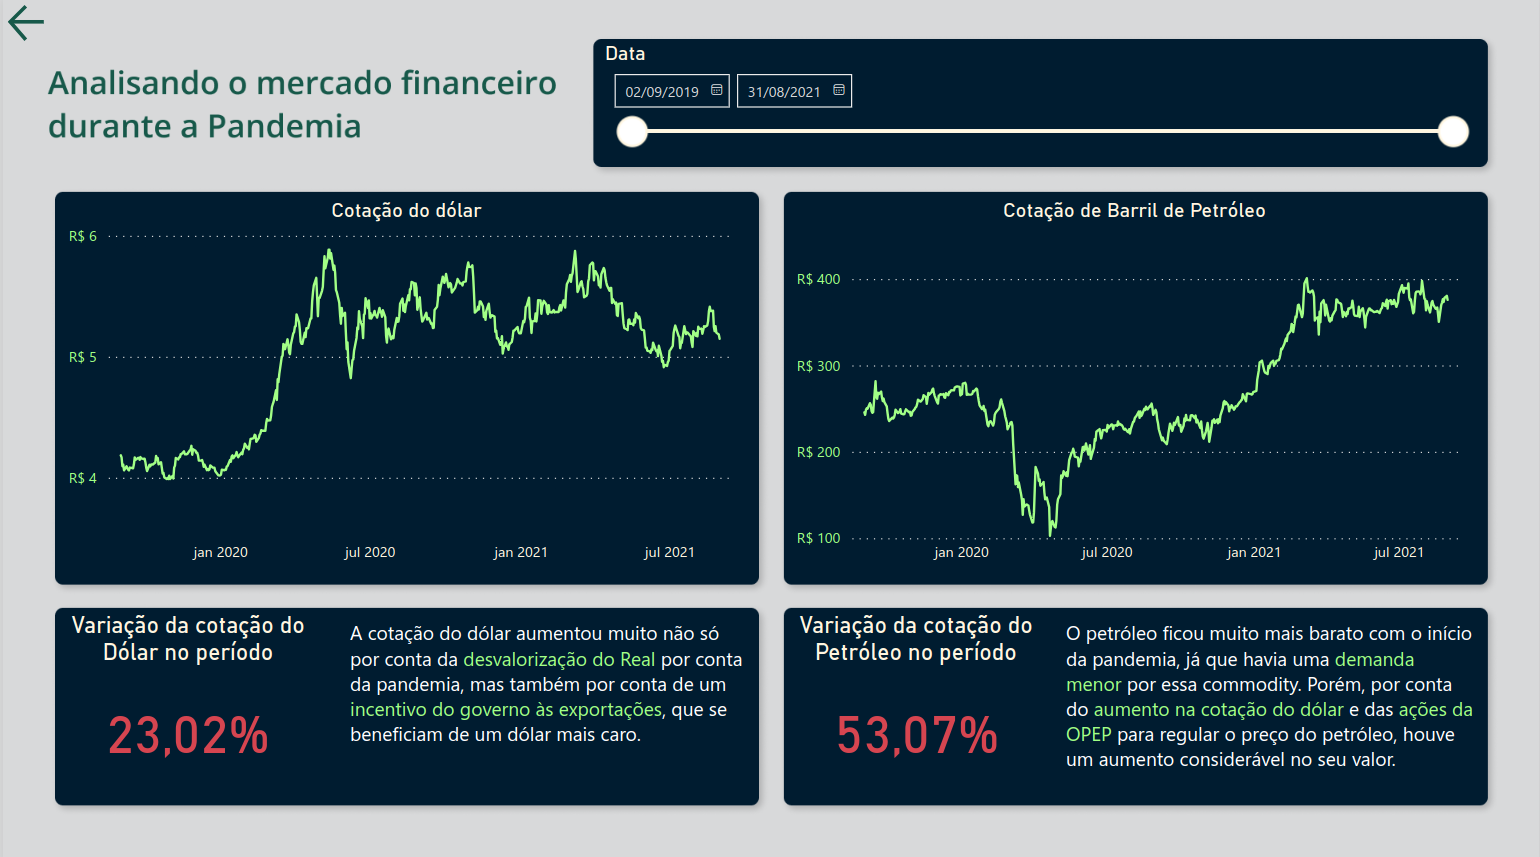 Analisando o mercado financeiro
durante a Pandemia
Data
02/09/2019
31/08/2021
Cotação do dólar
R$ 6
R$ 5
R$ 4
jan 2020
jul 2020
jan 2021
jul 2021
Cotação de Barril de Petróleo
R$ 400
R$ 300
R$ 200
R$ 100
jan 2020
jul 2020
jan 2021
jul 2021
Variação da cotação do
Dólar no período
23,02%
A cotação do dólar aumentou muito não só
por conta da desvalorização do Real por conta
da pandemia, mas também por conta de um
incentivo do governo às exportações, que se
beneficiam de um dólar mais caro.
Variação da cotação do
Petróleo no período
53,07%
O petróleo ficou muito mais barato com o início
da pandemia, já que havia uma demanda
menor por essa commodity. Porém, por conta
do aumento na cotação do dólar e das ações da
OPEP para regular o preço do petróleo, houve
um aumento considerável no seu valor.